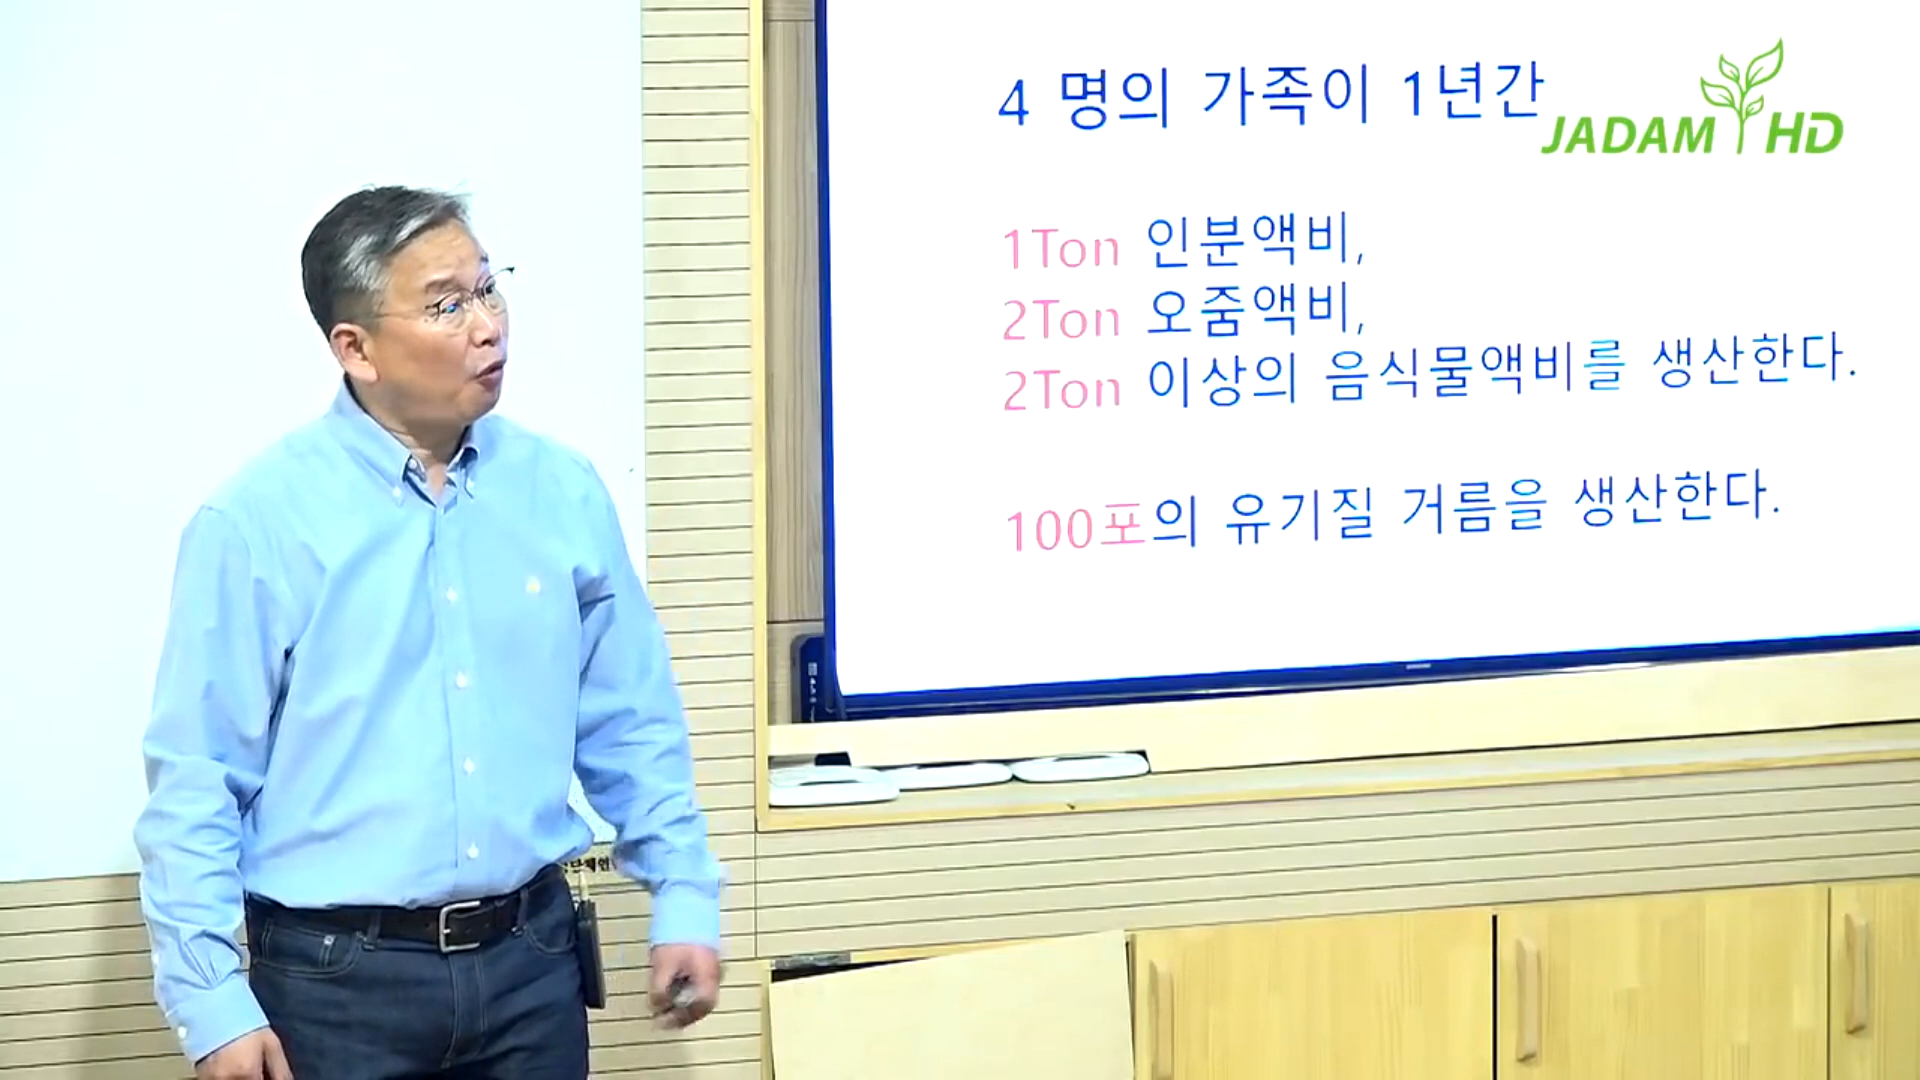 4 명의 가족이 1년간
JADAM HD
1Ton 인분액비,
2Ton 오줌액비,
2Ton 이상의 음식물액비를 생산한다.
100포의 유기질 거름을 생산한다.